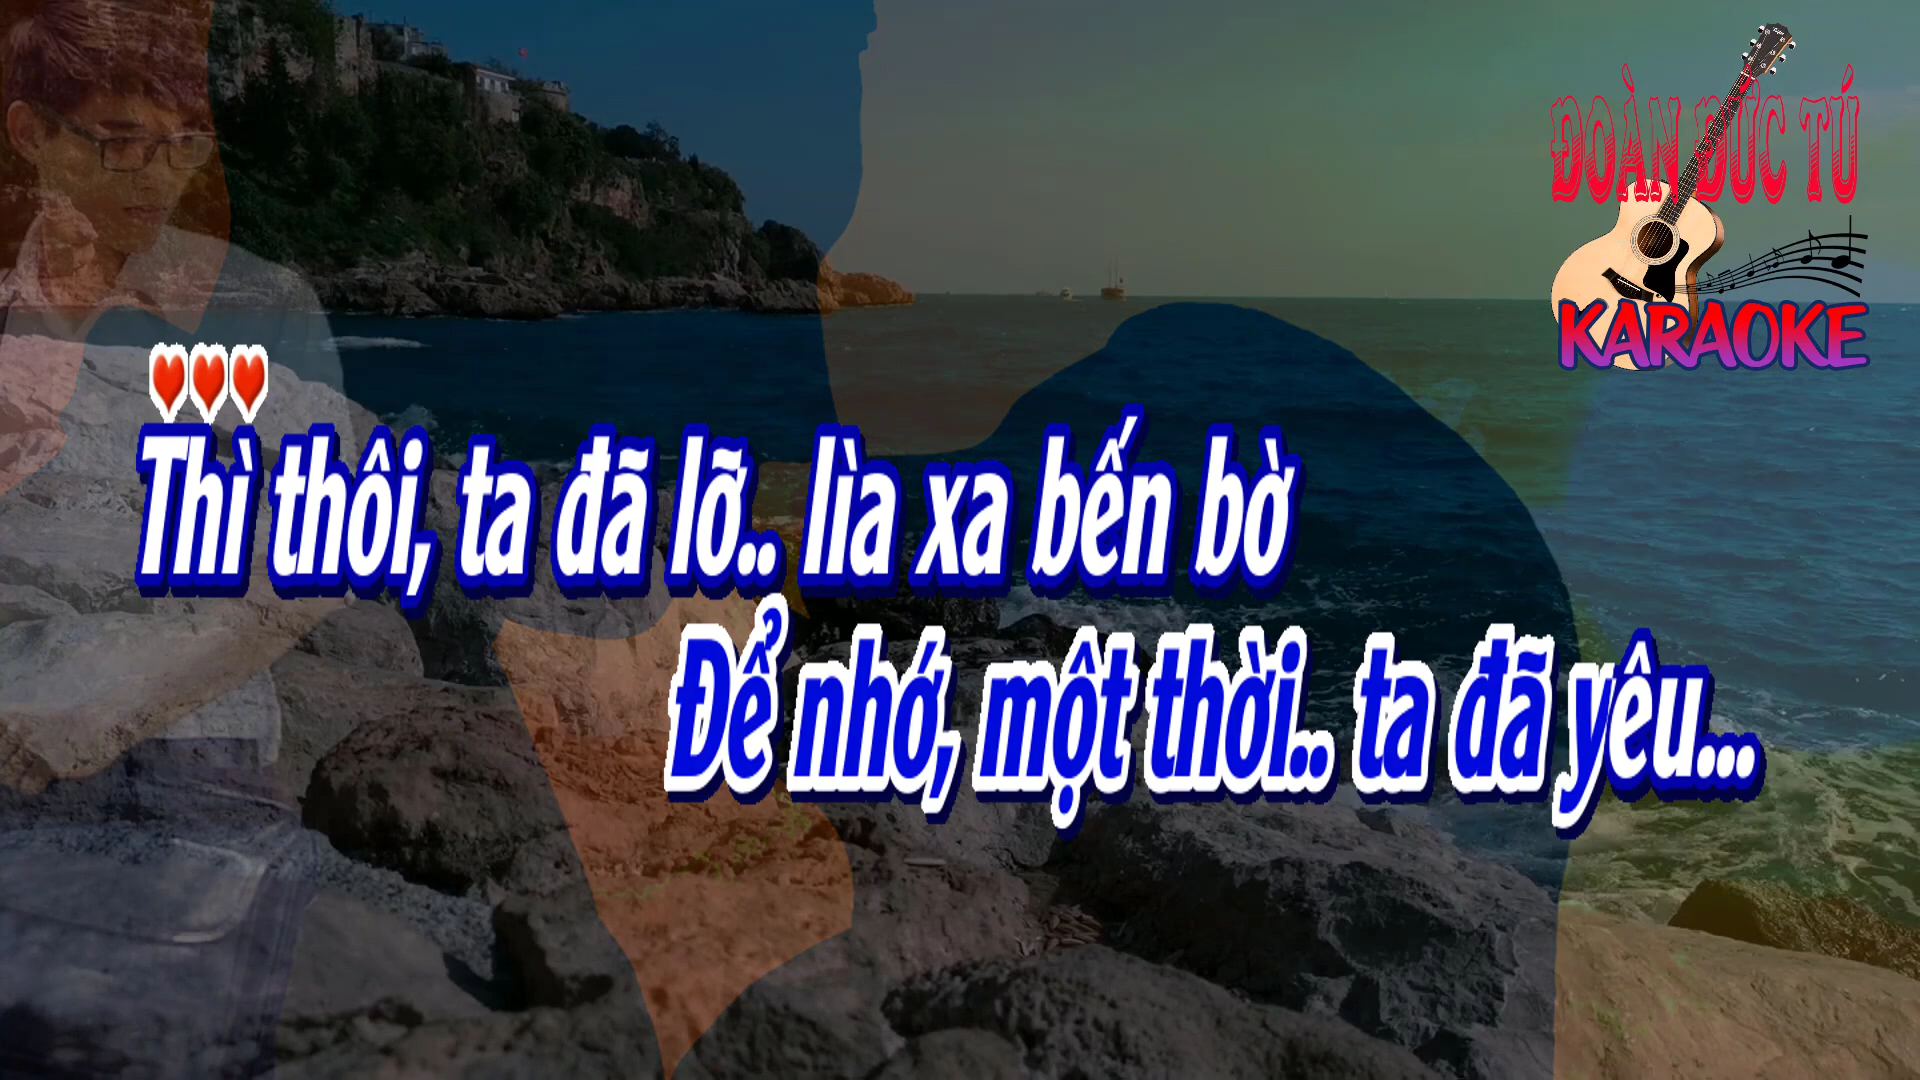 ĐOÀN ĐỨC TÚ
KARAOKE
Thì thôi, ta đã lỡ.. lìa xa bến bờ
Để nhớ, một thời.. ta đã yêu...